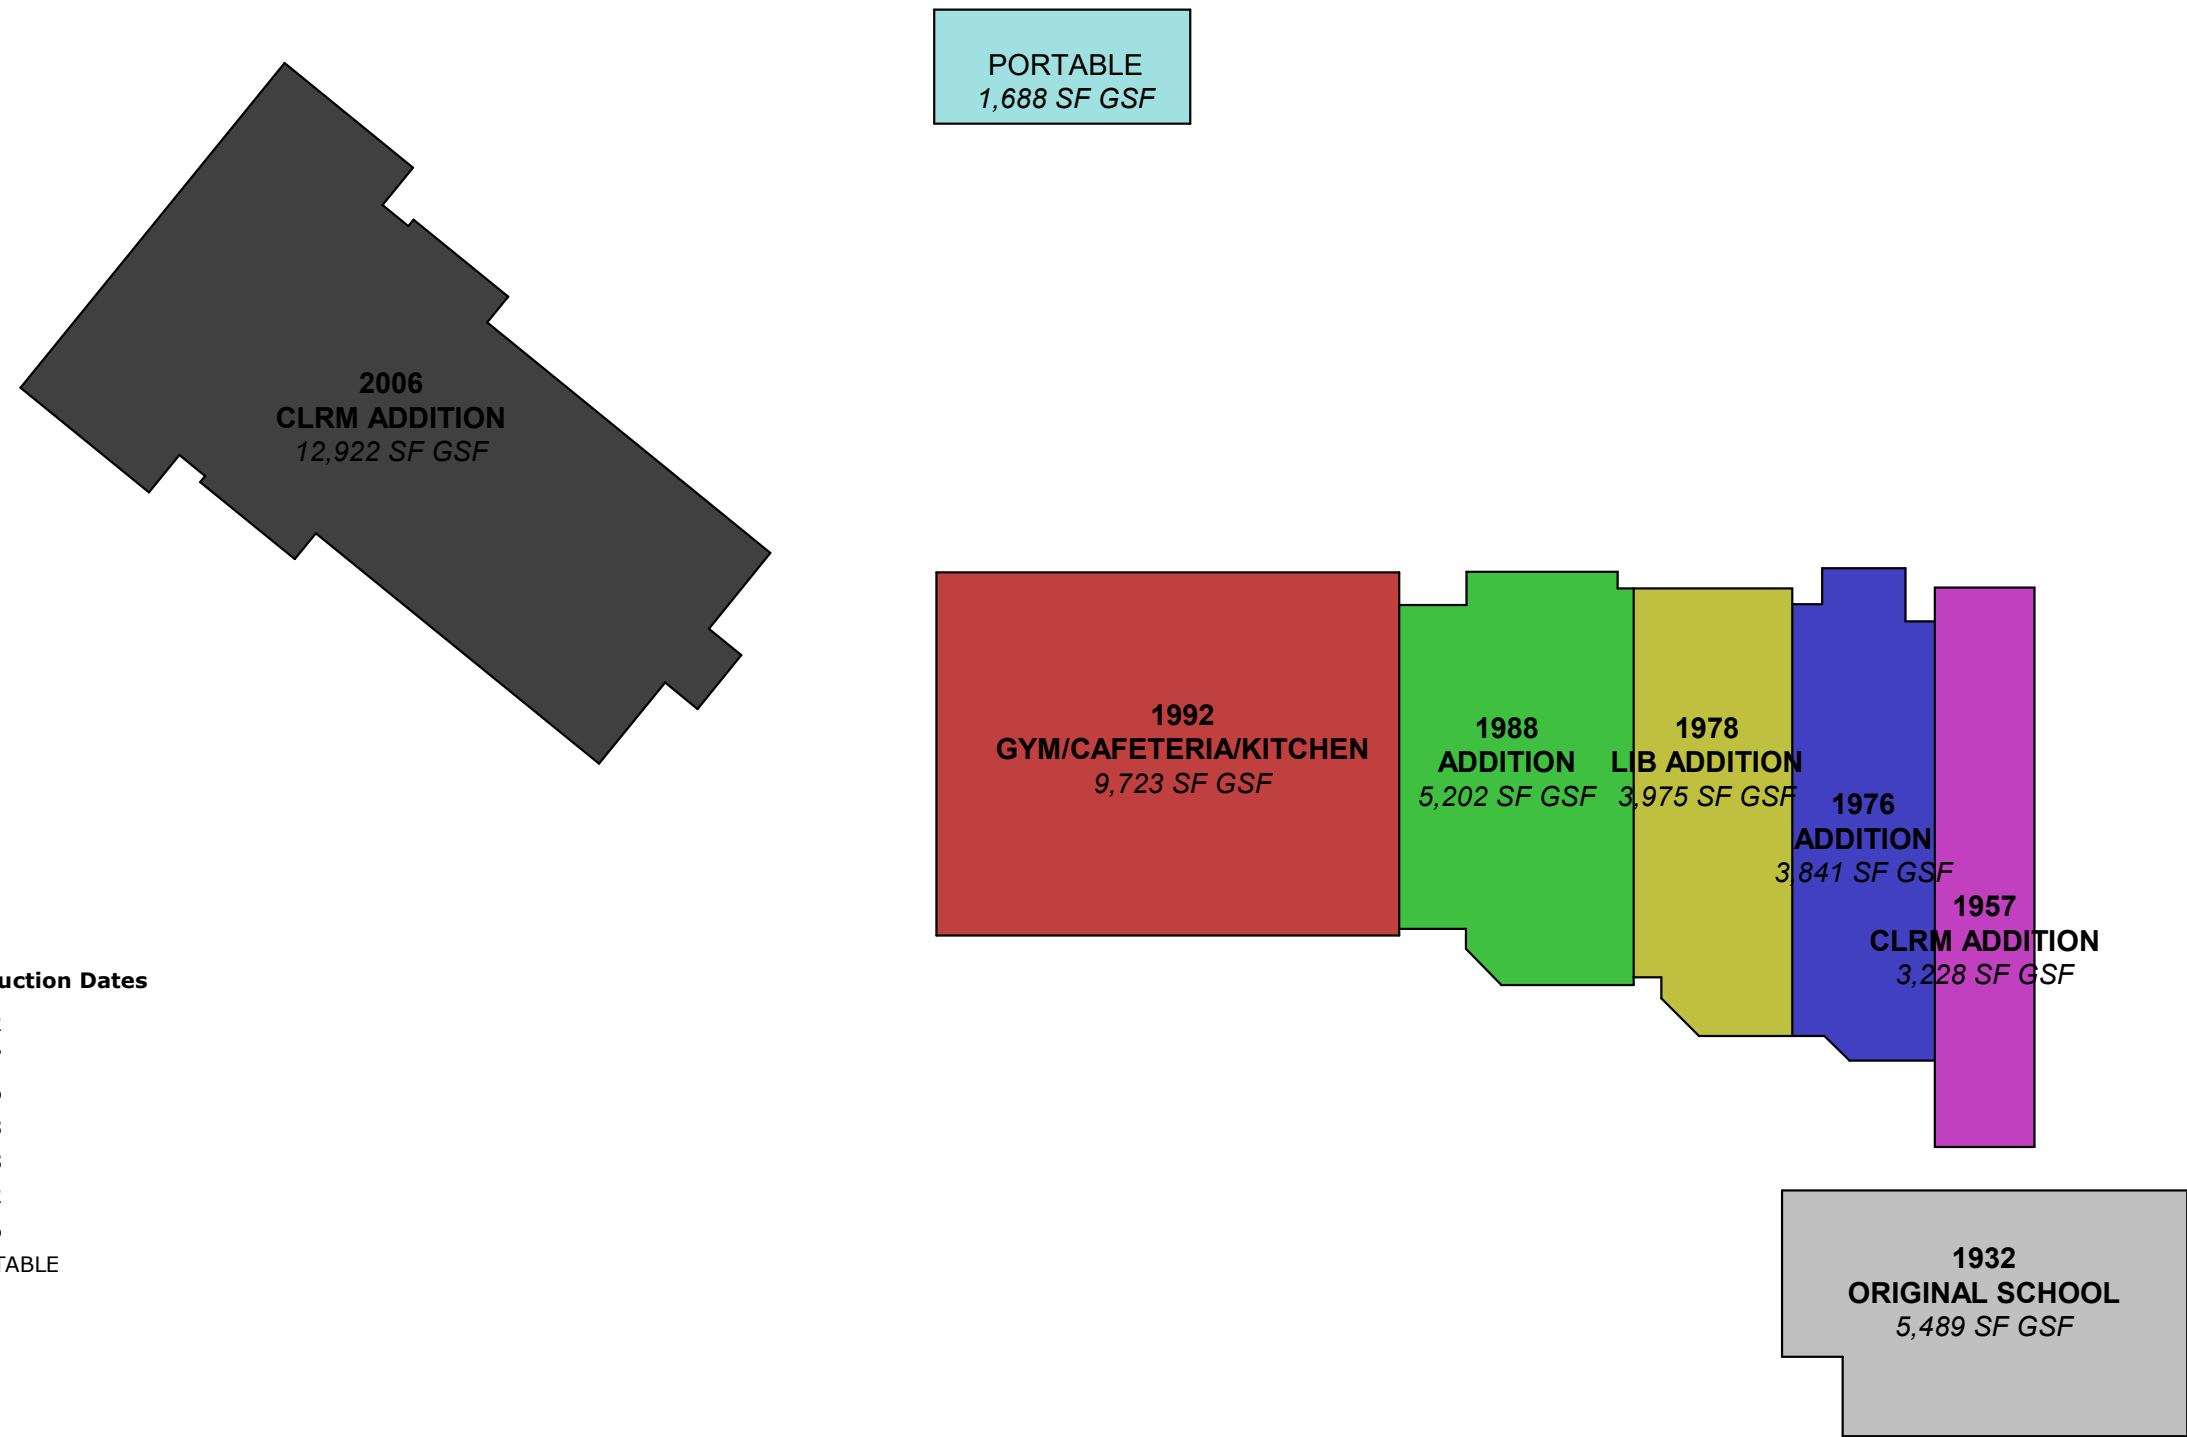 PORTABLE
1,688 SF GSF
2006
CLRM ADDITION
12,922 SF GSF
1992
GYM/CAFETERIA/KITCHEN
9,723 SF GSF
1988
ADDITION
5,202 SF GSF
1978
LIB ADDITION
3,975 SF GSF
1976
ADDITION
3,841 SF GSF
1957
CLRM ADDITION
3,228 SF GSF
uction Dates
TABLE
1932
ORIGINAL SCHOOL
5,489 SF GSF